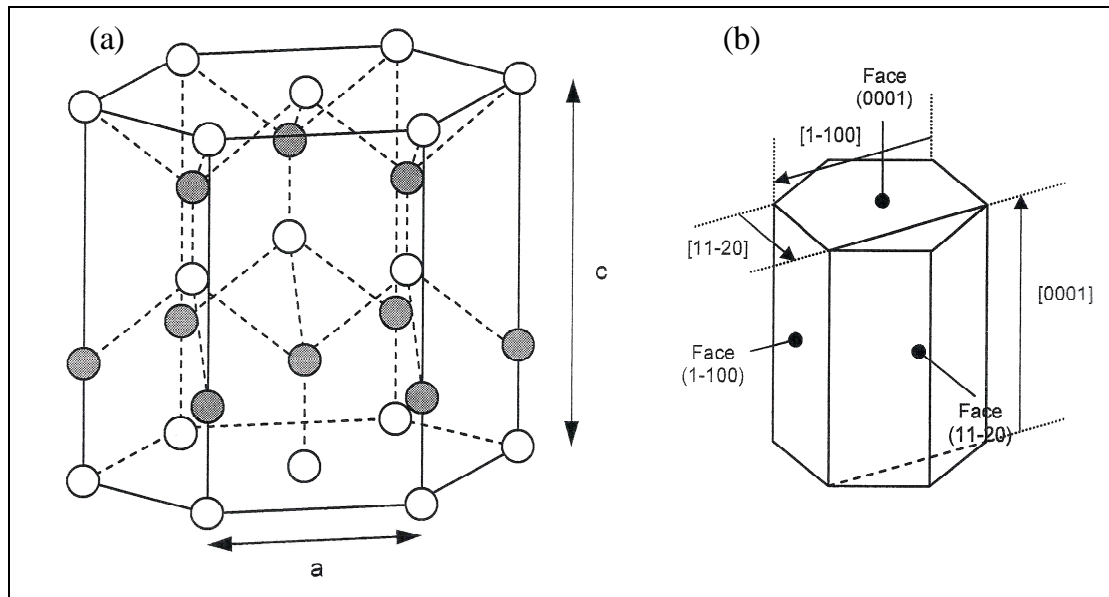 (a)
c
a
(b)
Face
(0001)
[1-100]
[11-20]
[0001]
Face
(1-100)
Face
(11-20)